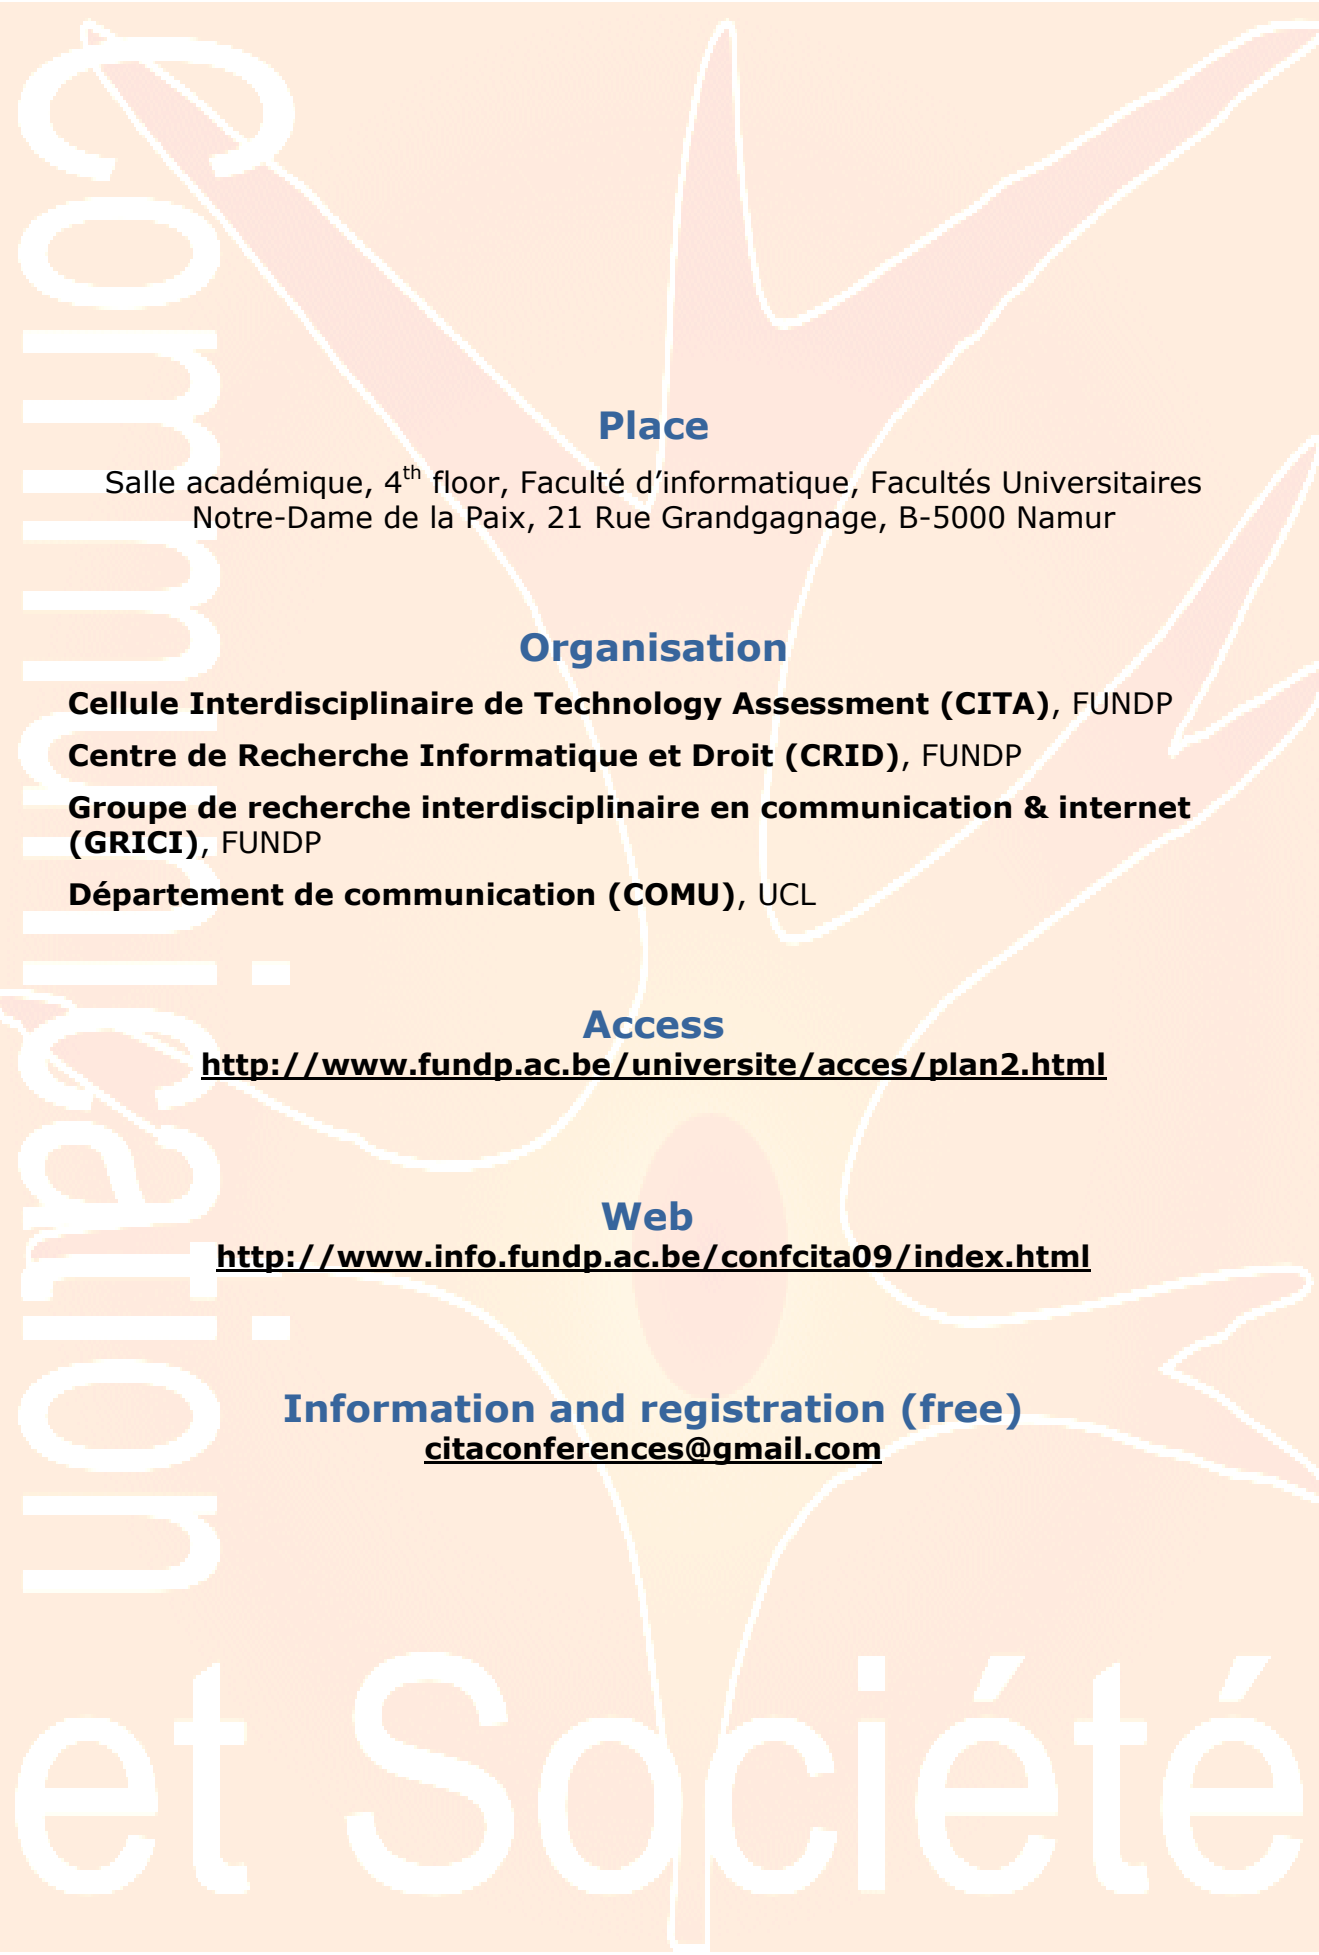 Communication
et Société
Place
Salle académique, 4th floor, Faculté d'informatique, Facultés Universitaires
Notre-Dame de la Paix, 21 Rue Grandgagnage, B-5000 Namur
Organisation
Cellule Interdisciplinaire de Technology Assessment (CITA), FUNDP
Centre de Recherche Informatique et Droit (CRID), FUNDP
Groupe de recherche interdisciplinaire en communication & internet
(GRICI), FUNDP
Département de communication (COMU), UCL
Access
http://www.fundp.ac.be/universite/acces/plan2.html
Web
http://www.info.fundp.ac.be/confcita09/index.html
Information and registration (free)
citaconferences@gmail.com